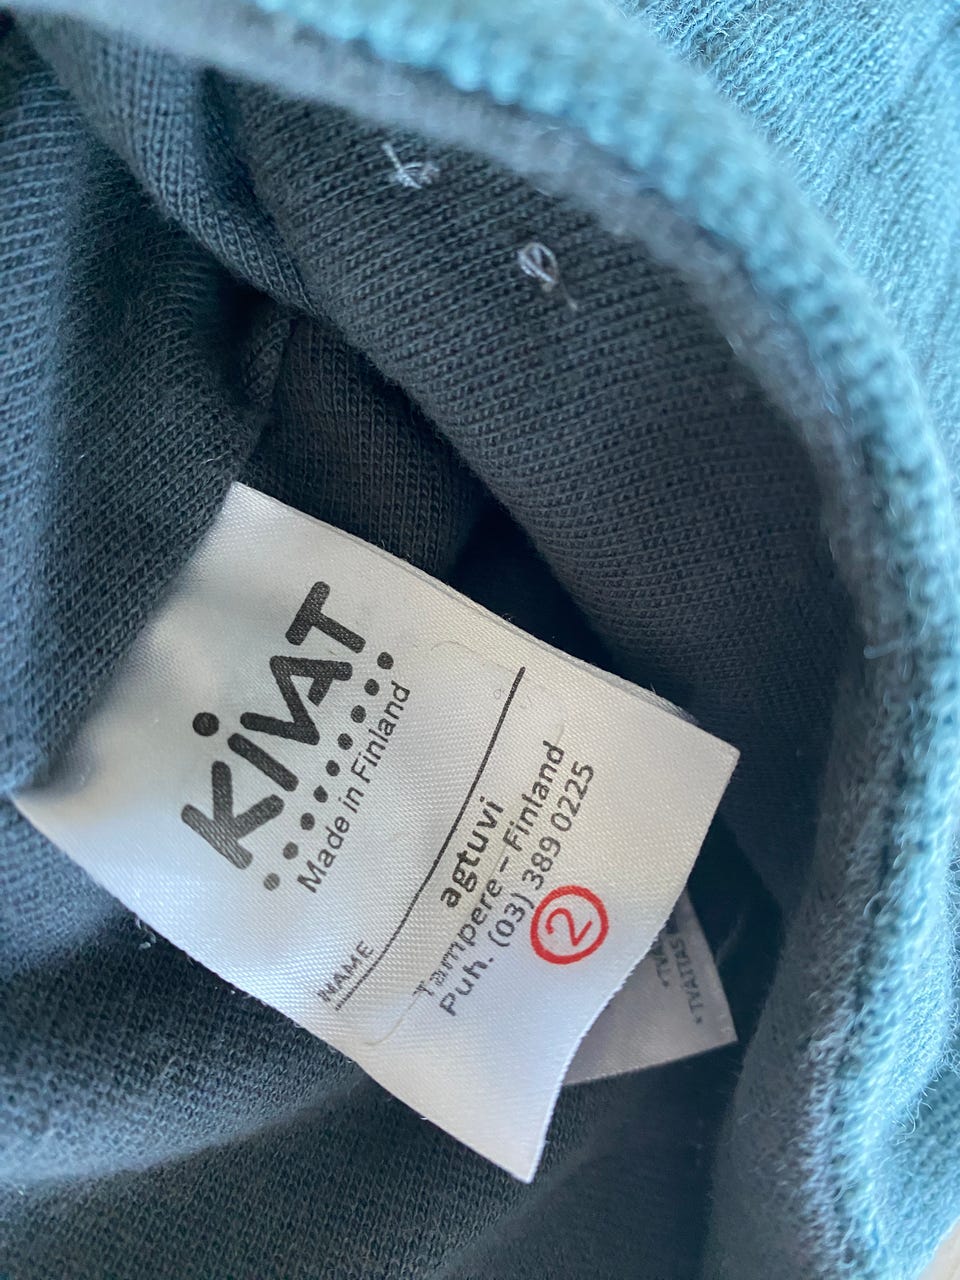 KIVAT
Made in Finland
NAME
agtuvi
Tampere – Finland
Puh. (03) 389 0225
2